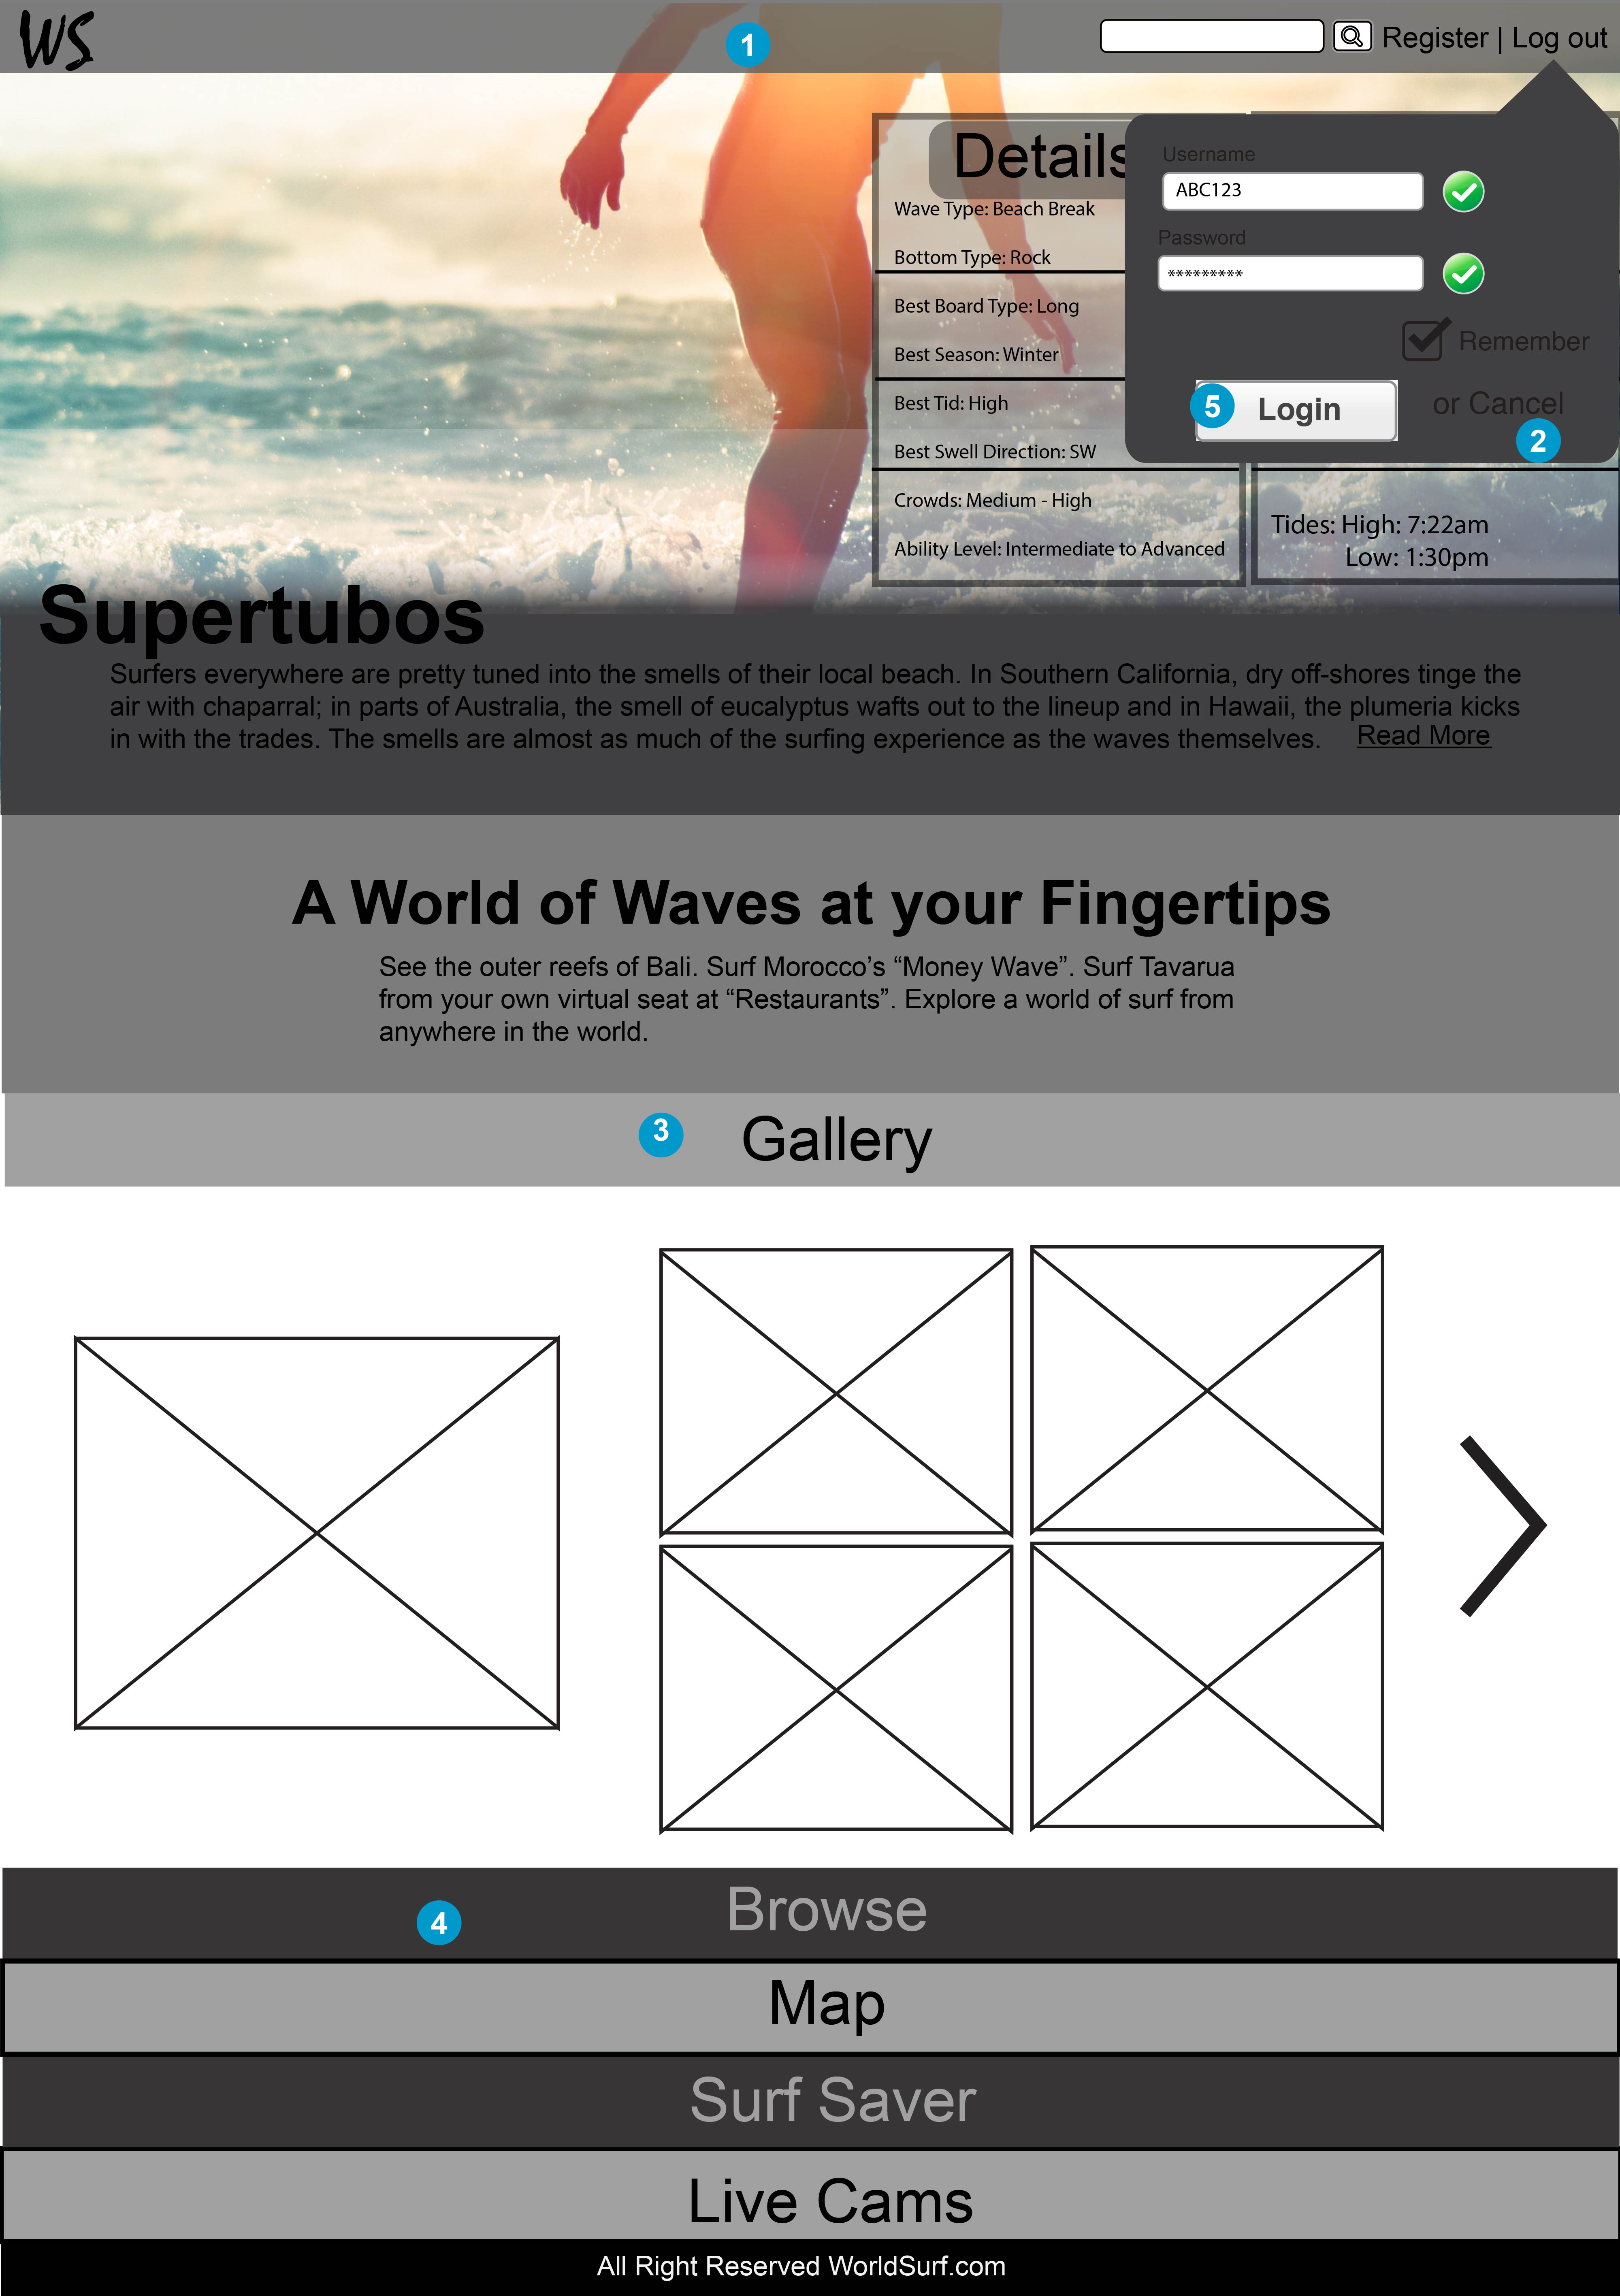 WS
1
Register | Log out
Details
Wave Type: Beach Break
Bottom Type: Rock
Best Board Type: Long
Best Season: Winter
Best Tid: High
Best Swell Direction: SW
Crowds: Medium - High
Ability Level: Intermediate to Advanced
Username
ABC123
Password
*********
Remember
5
Login
or Cancel
2
Tides: High: 7:22am
Low: 1:30pm
Supertubos
Surfers everywhere are pretty tuned into the smells of their local beach. In Southern California, dry off-shores tinge the
air with chaparral; in parts of Australia, the smell of eucalyptus wafts out to the lineup and in Hawaii, the plumeria kicks
in with the trades. The smells are almost as much of the surfing experience as the waves themselves. Read More
A World of Waves at your Fingertips
See the outer reefs of Bali. Surf Morocco’s “Money Wave”. Surf Tavarua
from your own virtual seat at “Restaurants”. Explore a world of surf from
anywhere in the world.
3
Gallery
Browse
4
Map
Surf Saver
Live Cams
All Right Reserved WorldSurf.com